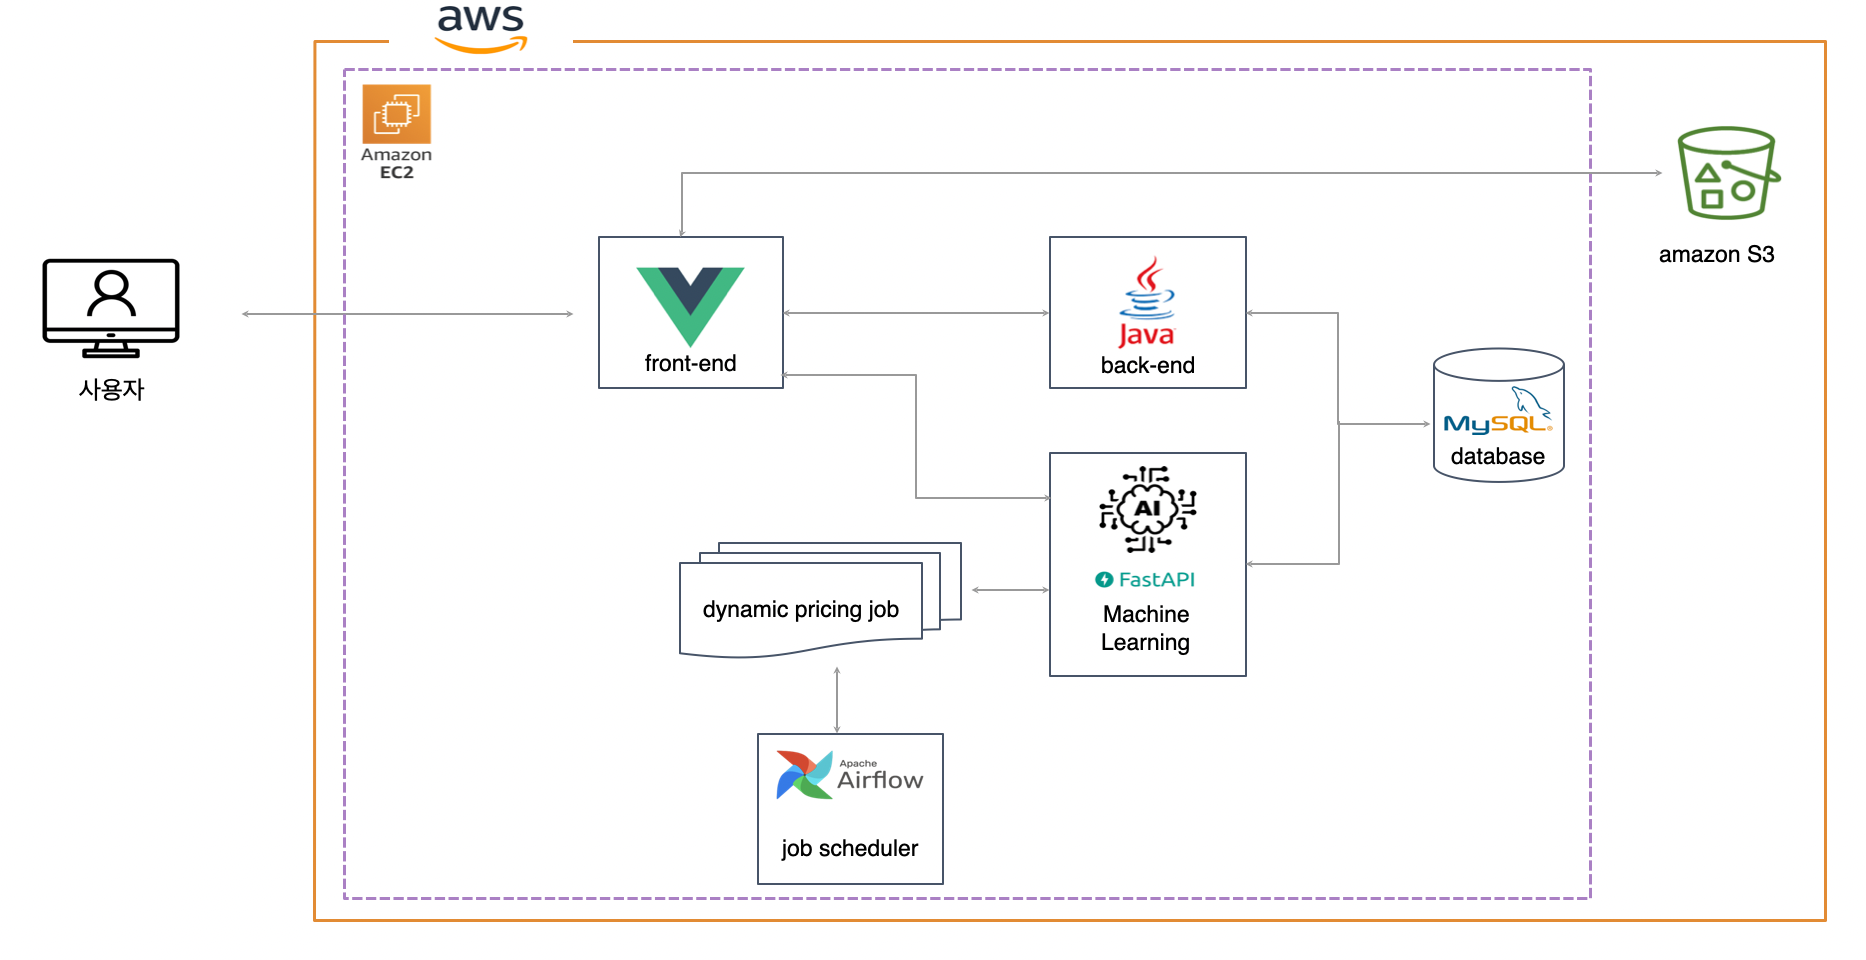 aws
Amazon
EC2
amazon S3
사용자
front-end
Java
back-end
MySQL®
database
AI
FastAPI
Machine
Learning
dynamic pricing job
Apache
Airflow
job scheduler